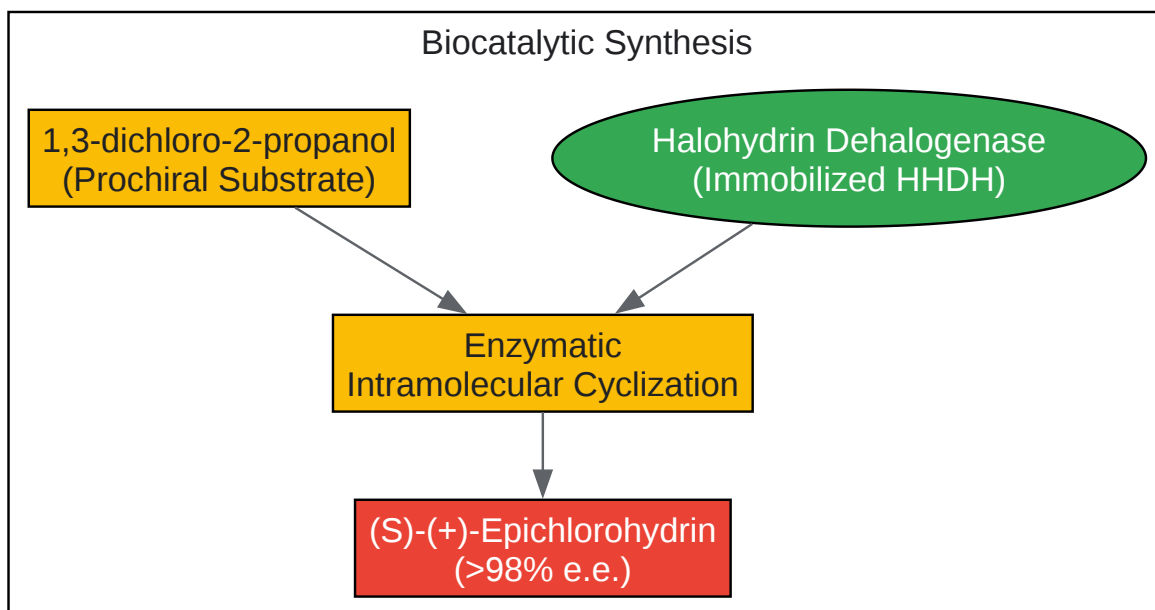 Biocatalytic Synthesis
1,3-dichloro-2-propanol
(Prochiral Substrate)
Halohydrin Dehalogenase
(Immobilized HHDH)
Enzymatic
Intramolecular Cyclization
(S)-(+)-Epichlorohydrin
(>98% e.e.)